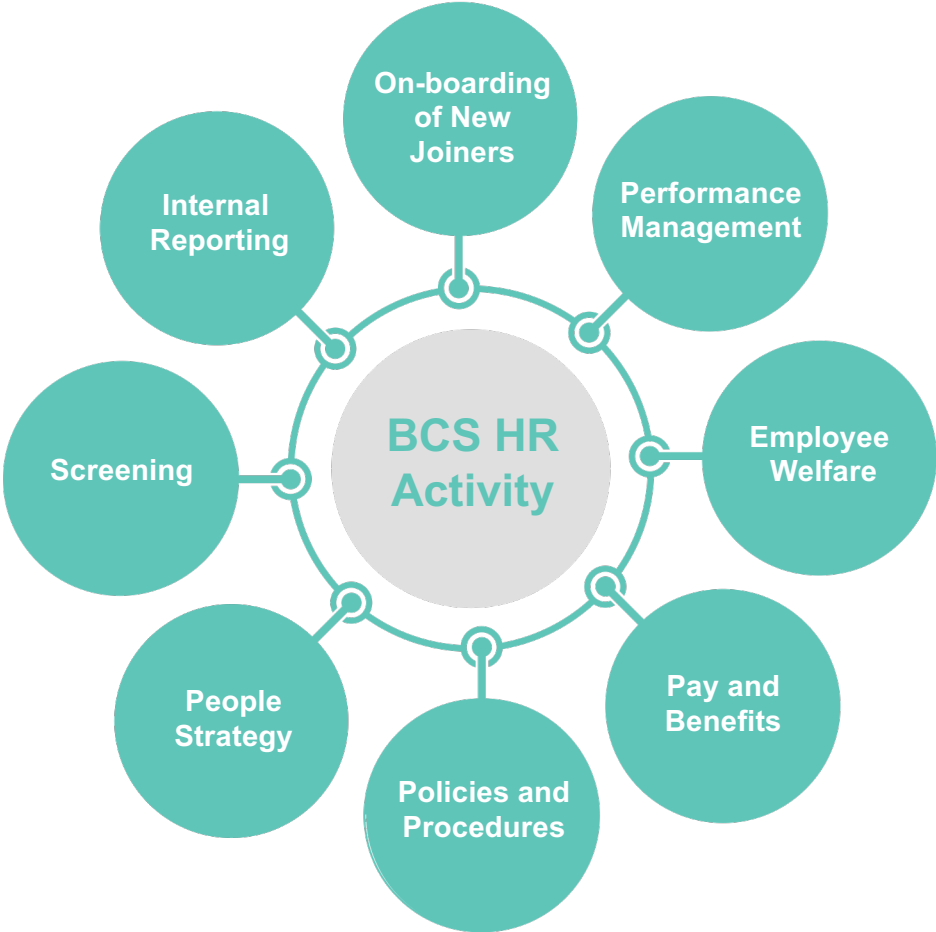 On-boarding
of New
Joiners
Performance
Management
Employee
Welfare
Pay and
Benefits
Policies and
Procedures
People
Strategy
Screening
Internal
Reporting
BCS HR
Activity